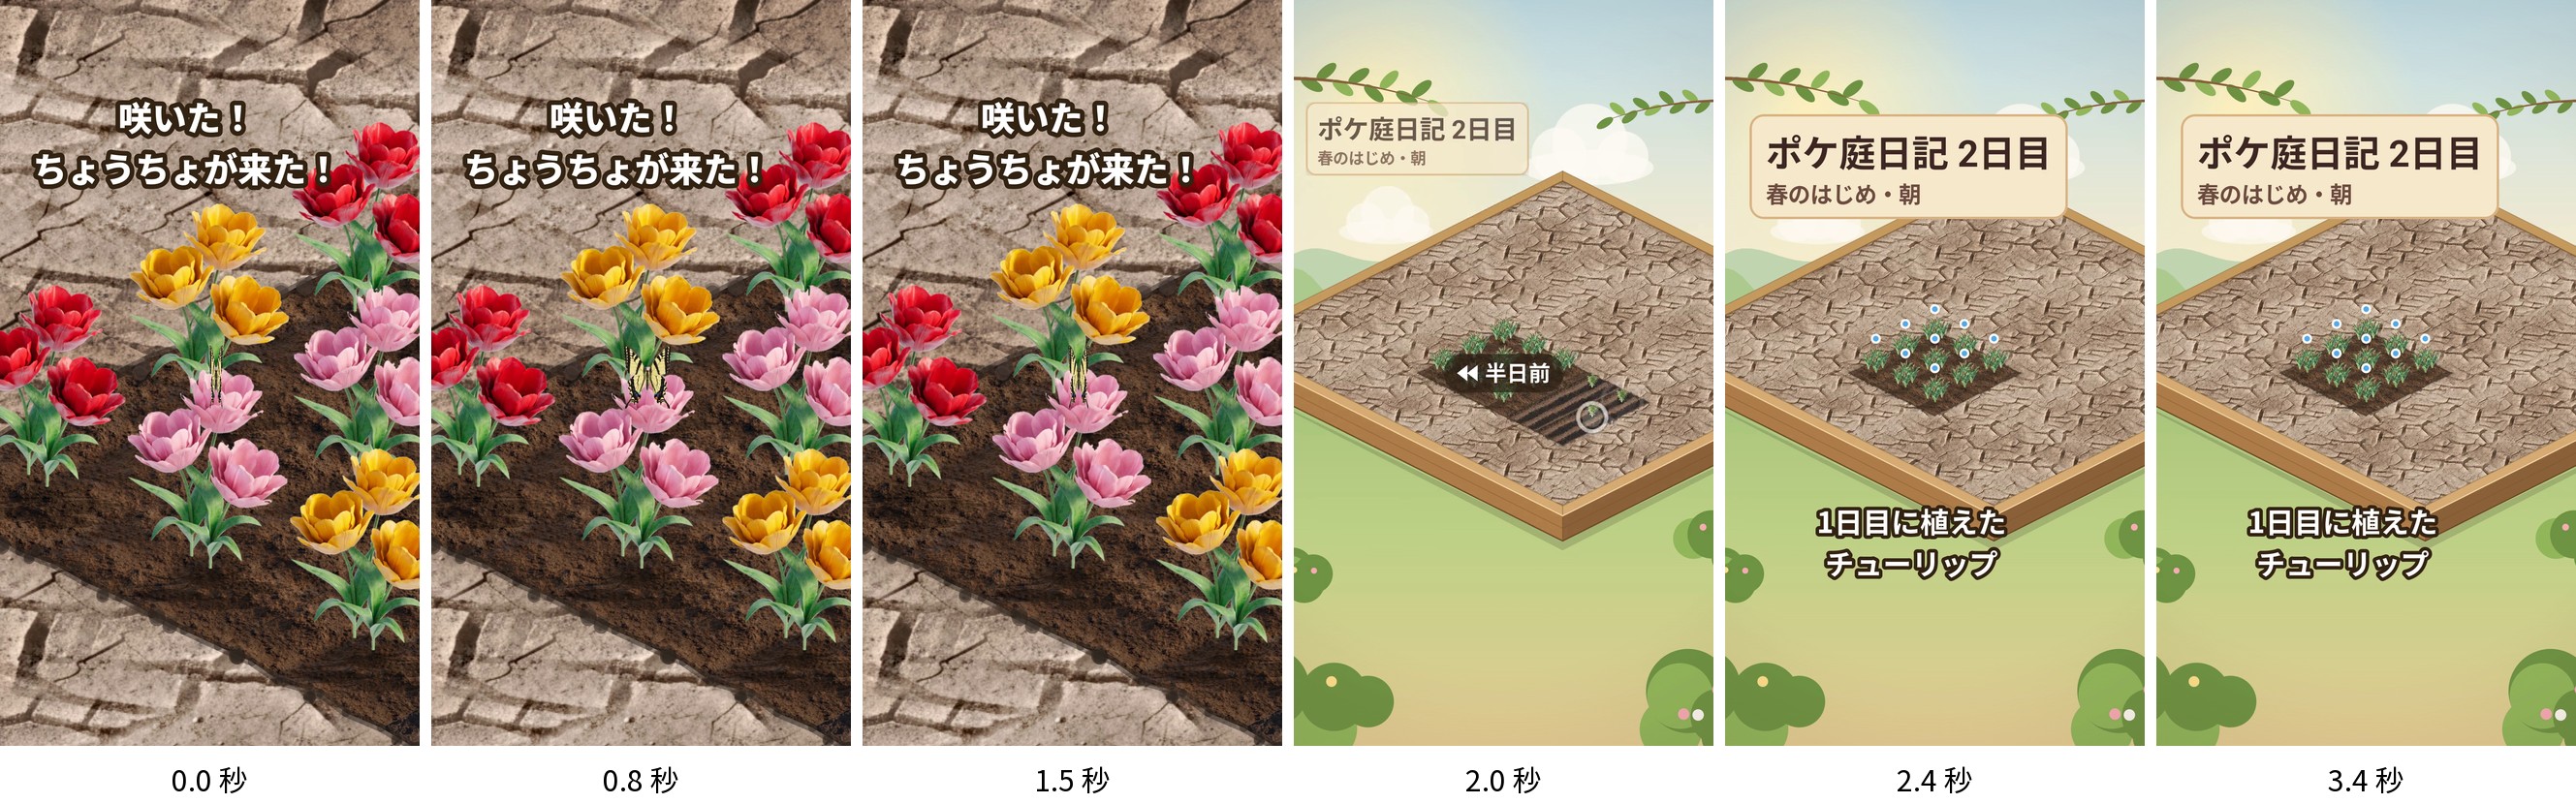 咲いた！
ちょうちょが来た！
0.0 秒
咲いた！
ちょうちょが来た！
0.8 秒
咲いた！
ちょうちょが来た！
1.5 秒
ポケ庭日記 2日目
春のはじめ・朝
半日前
2.0 秒
ポケ庭日記 2日目
春のはじめ・朝
1日目に植えた
チューリップ
2.4 秒
ポケ庭日記 2日目
春のはじめ・朝
1日目に植えた
チューリップ
3.4 秒